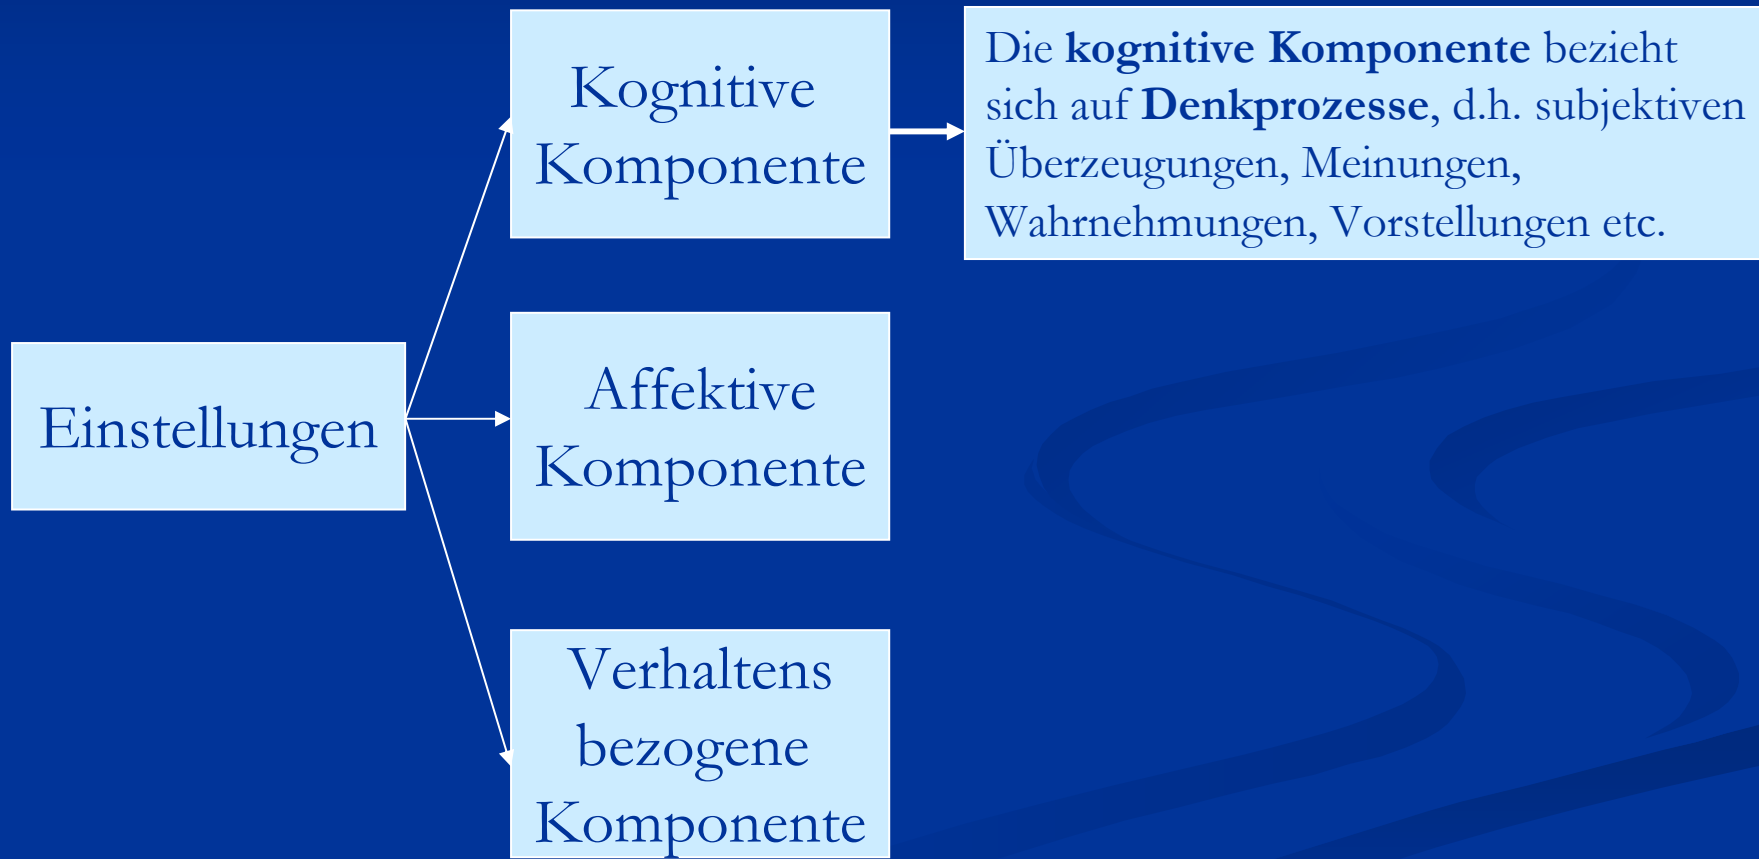 Kognitive
Komponente
Die kognitive Komponente bezieht
sich auf Denkprozesse, d.h. subjektiven
Überzeugungen, Meinungen,
Wahrnehmungen, Vorstellungen etc.
Einstellungen
Affektive
Komponente
Verhaltens
bezogene
Komponente